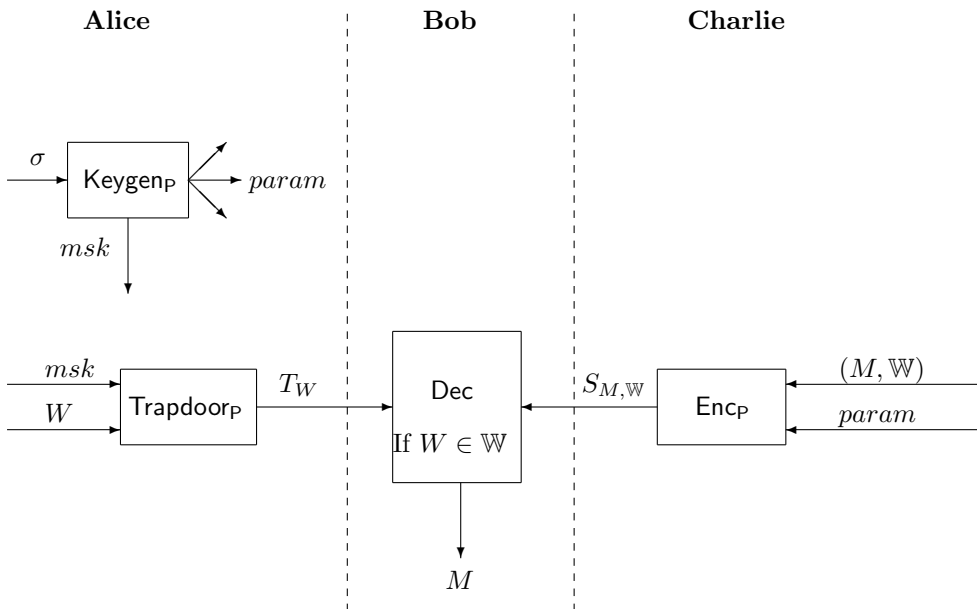 Alice
Bob
Charlie
σ
Keygen_P
param
msk
msk
W
Trapdoor_P
T_W
Dec
If W ∈ 𝕎
S_{M,𝕎}
Enc_P
(M, 𝕎)
param
M